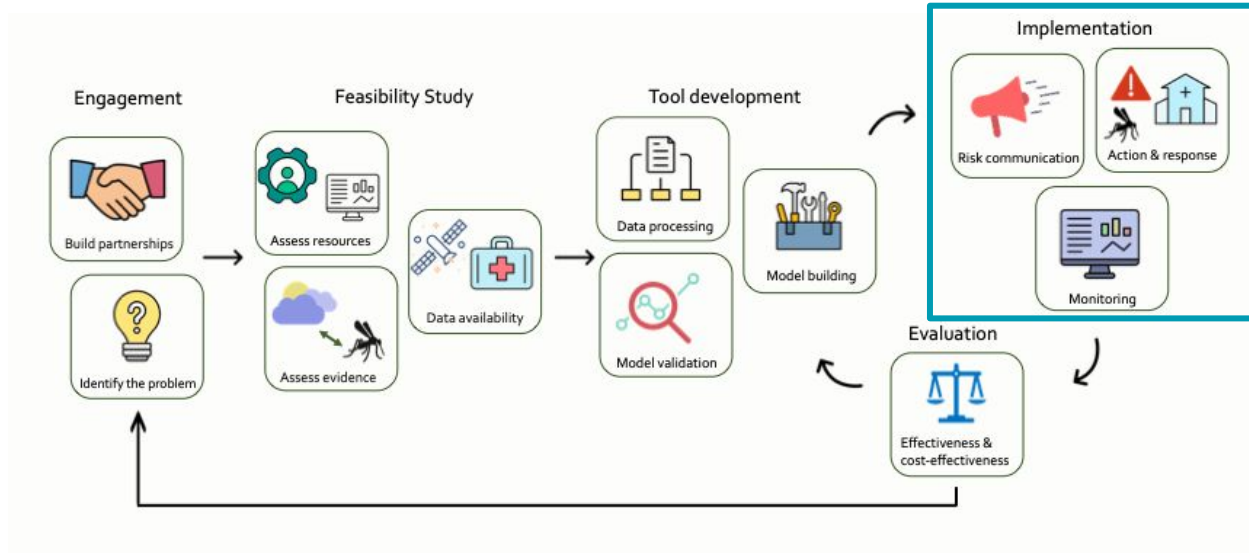 Engagement
Build partnerships
Identify the problem
Feasibility Study
Assess resources
Data availability
Assess evidence
Tool development
Data processing
Model building
Model validation
Implementation
Risk communication
Action & response
Monitoring
Evaluation
Effectiveness &
cost-effectiveness